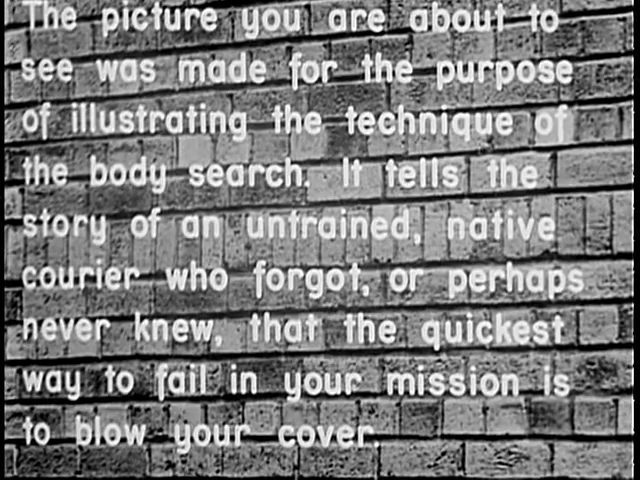 The picture you are about to
see was made for the purpose
of illustrating the technique of
the body search. It tells the
story of an untrained, native
courier who forgot, or perhaps
never knew, that the quickest
way to fail in your mission is
to blow your cover.